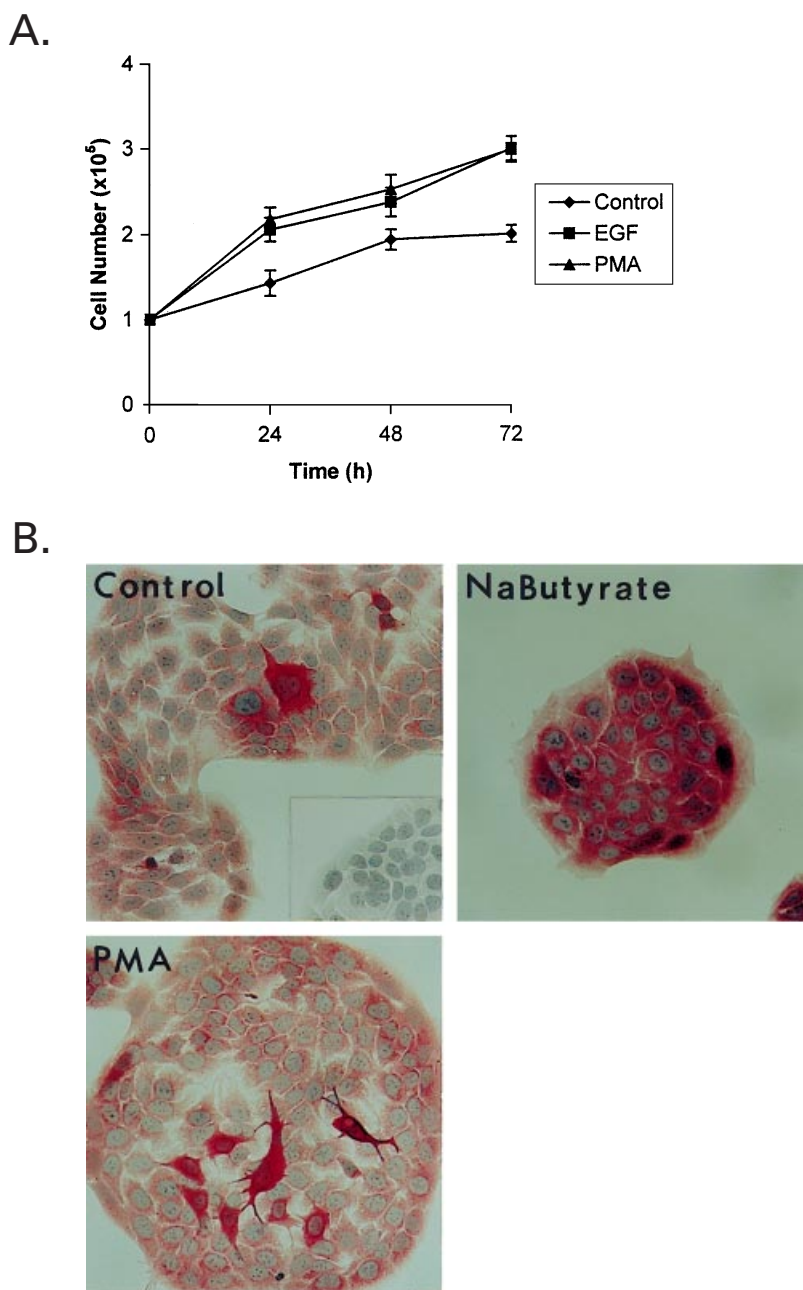 A.
4
3
2
1
0
Cell Number (x10⁵)
0 24 48 72
Time (h)
Control
EGF
PMA
B.
Control
NaButyrate
PMA